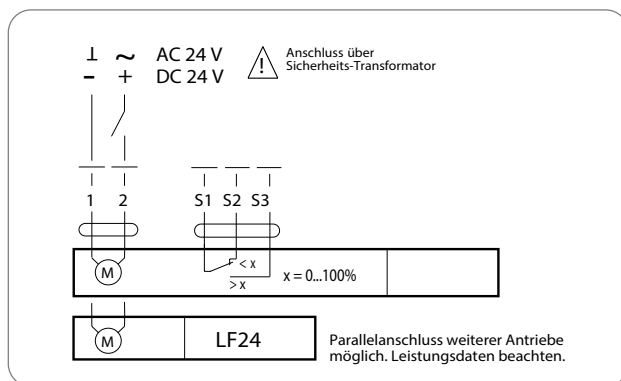 ⊥ ~ AC 24 V
– + DC 24 V
!
Anschluss über
Sicherheits-Transformator
1 2 S1 S2 S3
M
< x
> x
x = 0...100%
M
LF24
Parallelanschluss weiterer Antriebe
möglich. Leistungsdaten beachten.